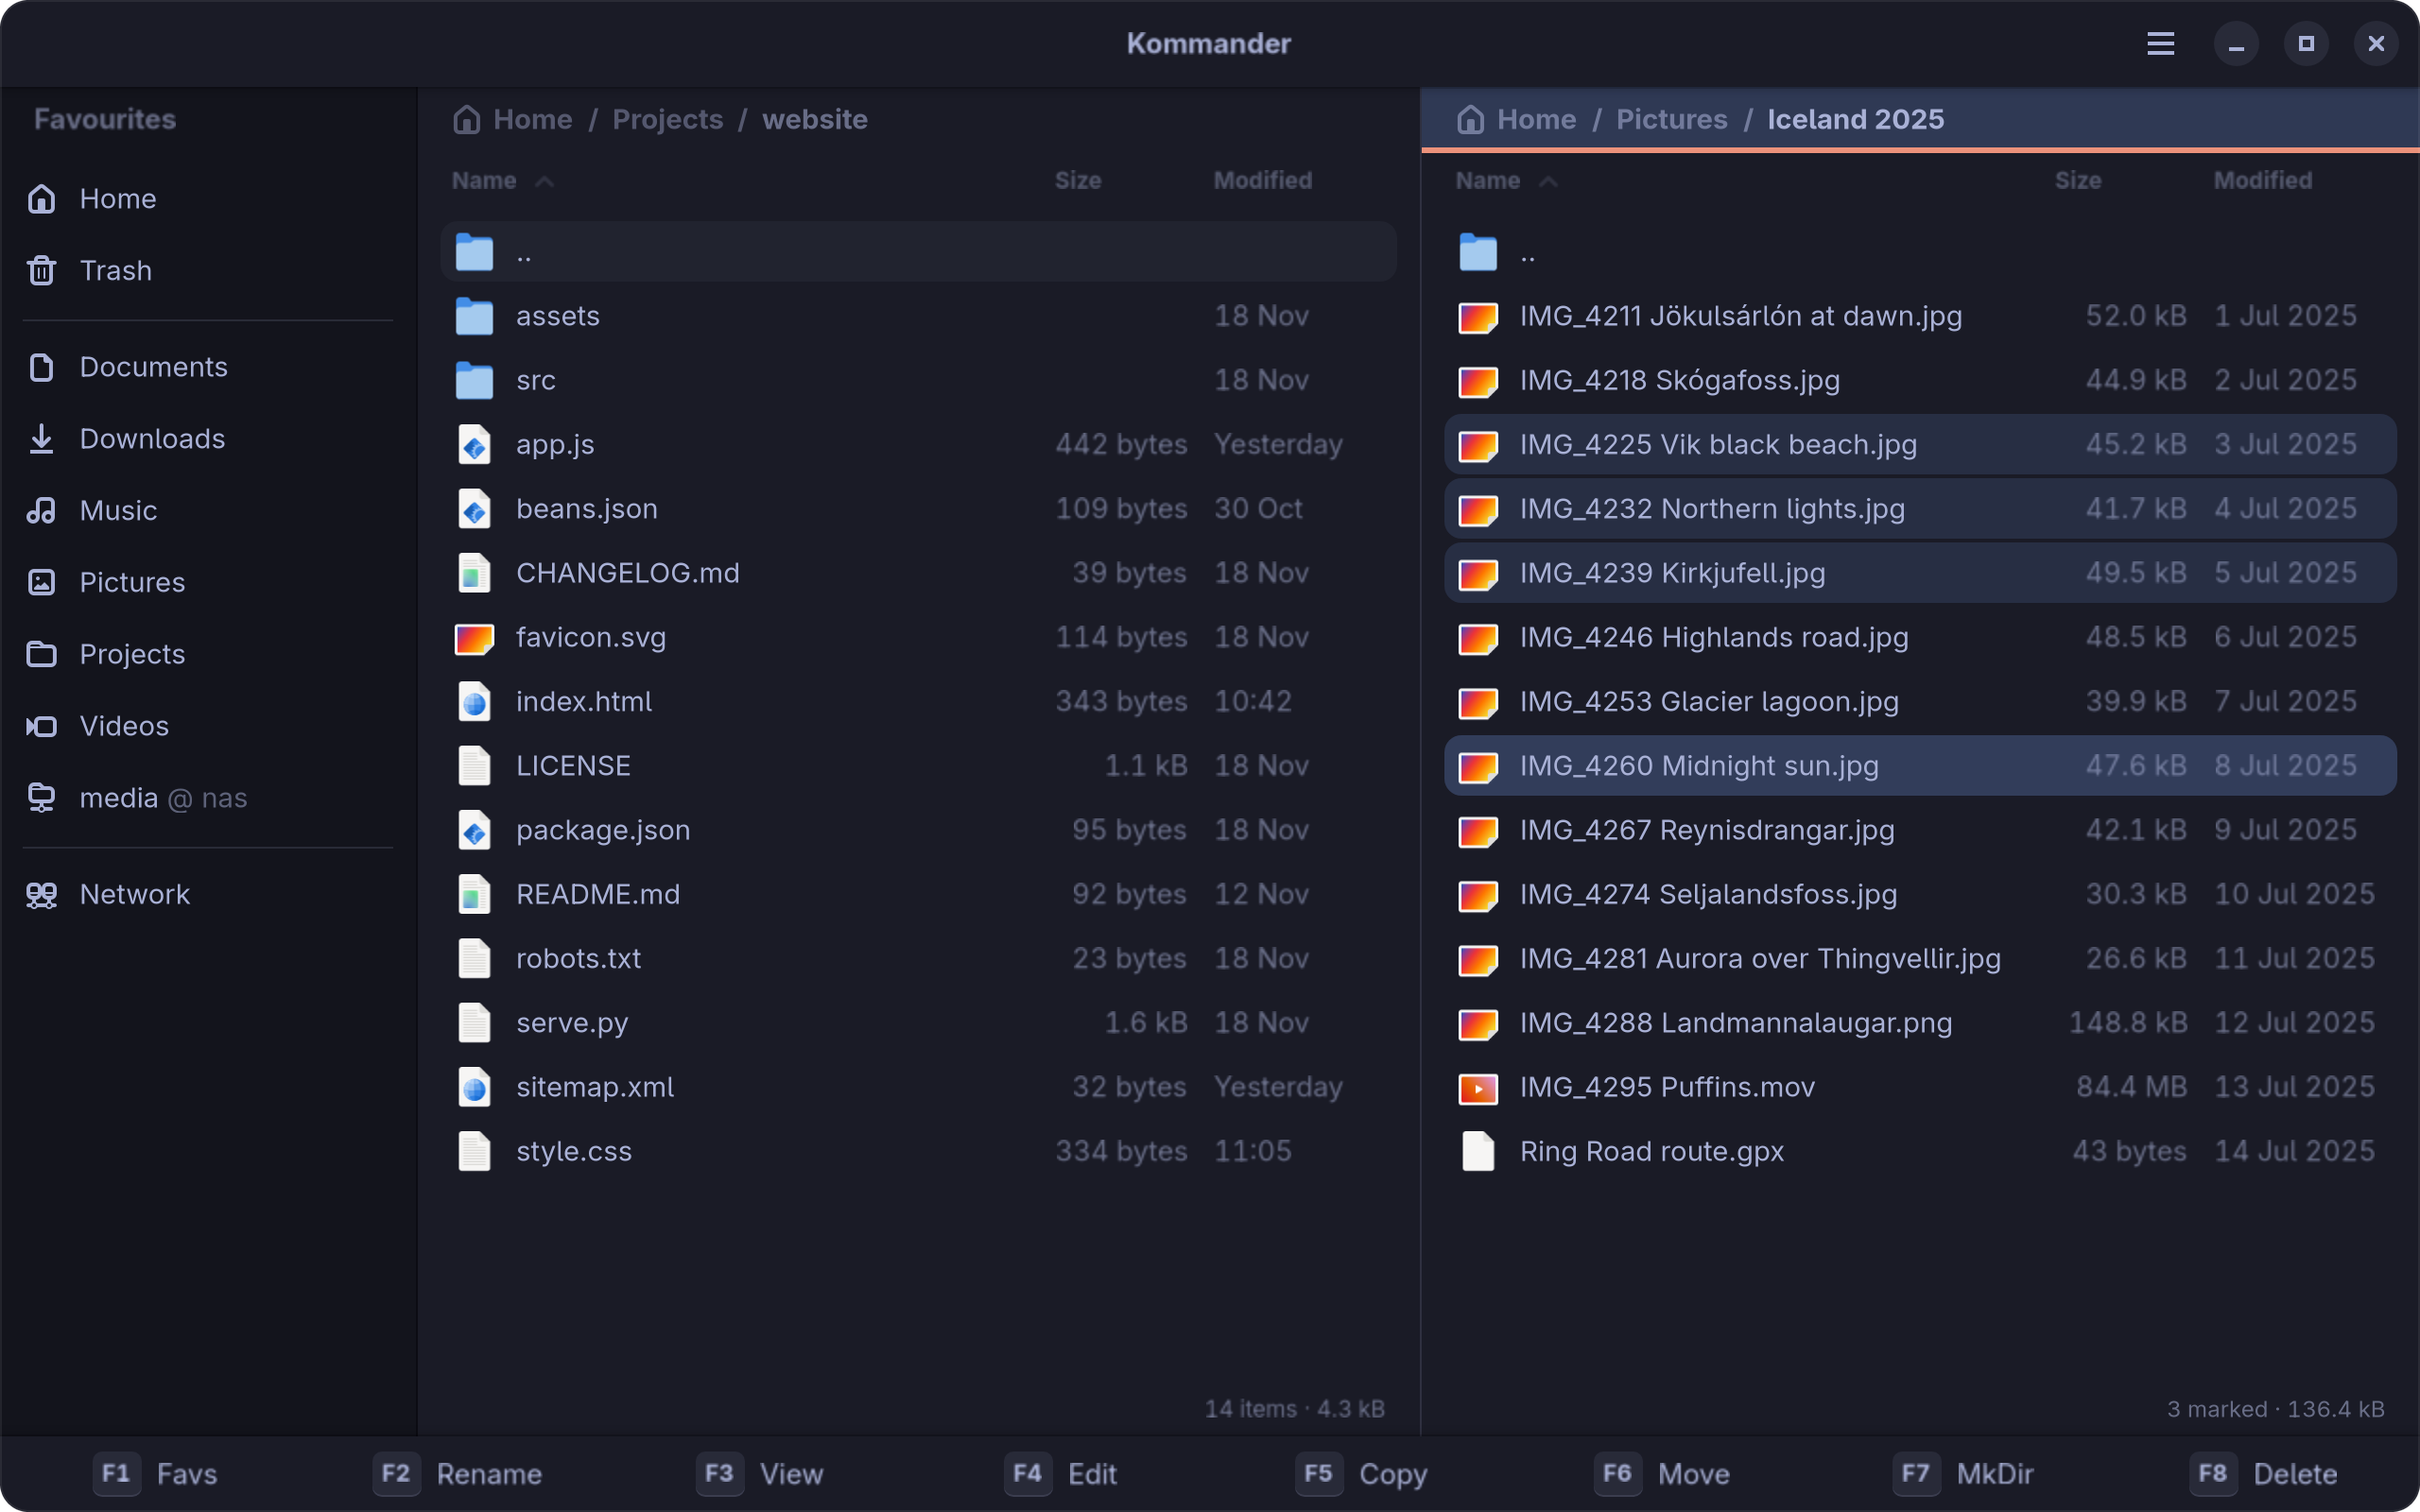 Kommander
Favourites
Home
Trash
Documents
Downloads
Music
Pictures
Projects
Videos
media @ nas
Network
Home / Projects / website
Name Size Modified
..
assets 18 Nov
src 18 Nov
app.js 442 bytes Yesterday
beans.json 109 bytes 30 Oct
CHANGELOG.md 39 bytes 18 Nov
favicon.svg 114 bytes 18 Nov
index.html 343 bytes 10:42
LICENSE 1.1 kB 18 Nov
package.json 95 bytes 18 Nov
README.md 92 bytes 12 Nov
robots.txt 23 bytes 18 Nov
serve.py 1.6 kB 18 Nov
sitemap.xml 32 bytes Yesterday
style.css 334 bytes 11:05
14 items · 4.3 kB
Home / Pictures / Iceland 2025
Name Size Modified
..
IMG_4211 Jökulsárlón at dawn.jpg 52.0 kB 1 Jul 2025
IMG_4218 Skógafoss.jpg 44.9 kB 2 Jul 2025
IMG_4225 Vik black beach.jpg 45.2 kB 3 Jul 2025
IMG_4232 Northern lights.jpg 41.7 kB 4 Jul 2025
IMG_4239 Kirkjufell.jpg 49.5 kB 5 Jul 2025
IMG_4246 Highlands road.jpg 48.5 kB 6 Jul 2025
IMG_4253 Glacier lagoon.jpg 39.9 kB 7 Jul 2025
IMG_4260 Midnight sun.jpg 47.6 kB 8 Jul 2025
IMG_4267 Reynisdrangar.jpg 42.1 kB 9 Jul 2025
IMG_4274 Seljalandsfoss.jpg 30.3 kB 10 Jul 2025
IMG_4281 Aurora over Thingvellir.jpg 26.6 kB 11 Jul 2025
IMG_4288 Landmannalaugar.png 148.8 kB 12 Jul 2025
IMG_4295 Puffins.mov 84.4 MB 13 Jul 2025
Ring Road route.gpx 43 bytes 14 Jul 2025
3 marked · 136.4 kB
F1 Favs F2 Rename F3 View F4 Edit F5 Copy F6 Move F7 MkDir F8 Delete